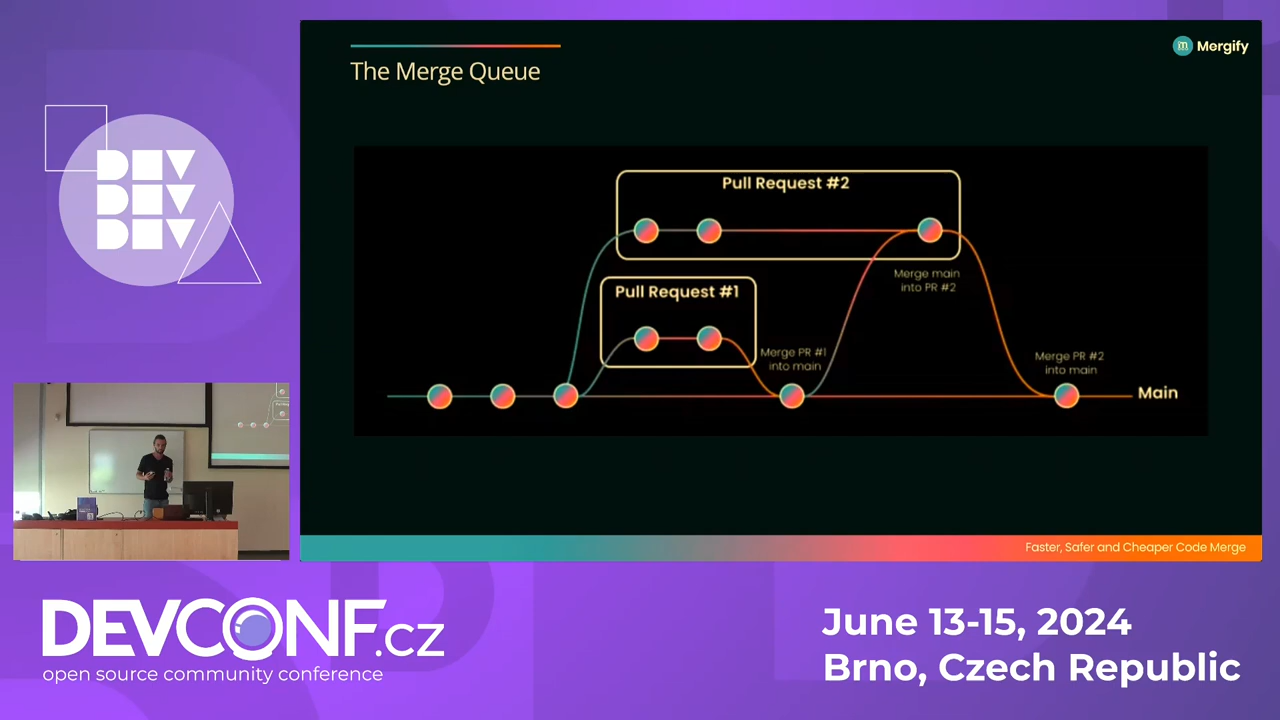 The Merge Queue
m Mergify
Pull Request #2
Pull Request #1
Merge main
into PR #2
Merge PR #1
into main
Merge PR #2
into main
Main
Faster, Safer and Cheaper Code Merge
DEV
DEV
DEV
DEVCONF.cz
open source community conference
June 13-15, 2024
Brno, Czech Republic